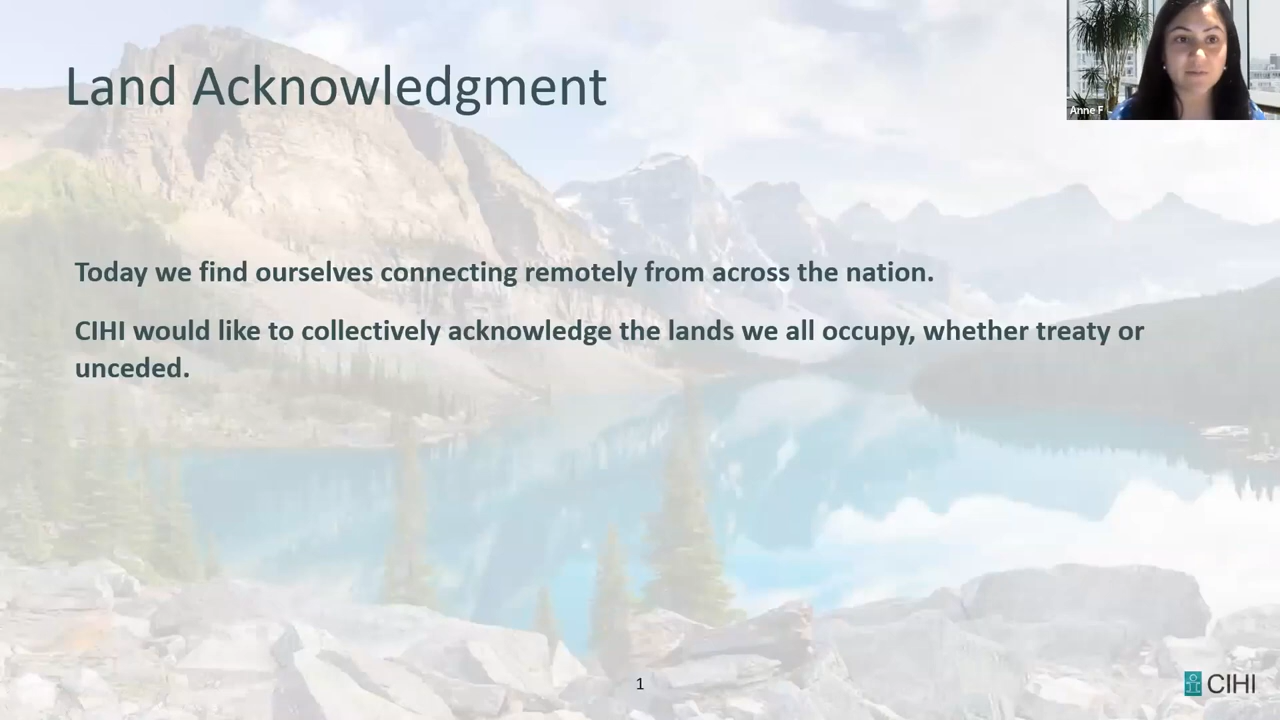 Land Acknowledgment
Anne F
Today we find ourselves connecting remotely from across the nation.
CIHI would like to collectively acknowledge the lands we all occupy, whether treaty or
unceded.
1
CIHI